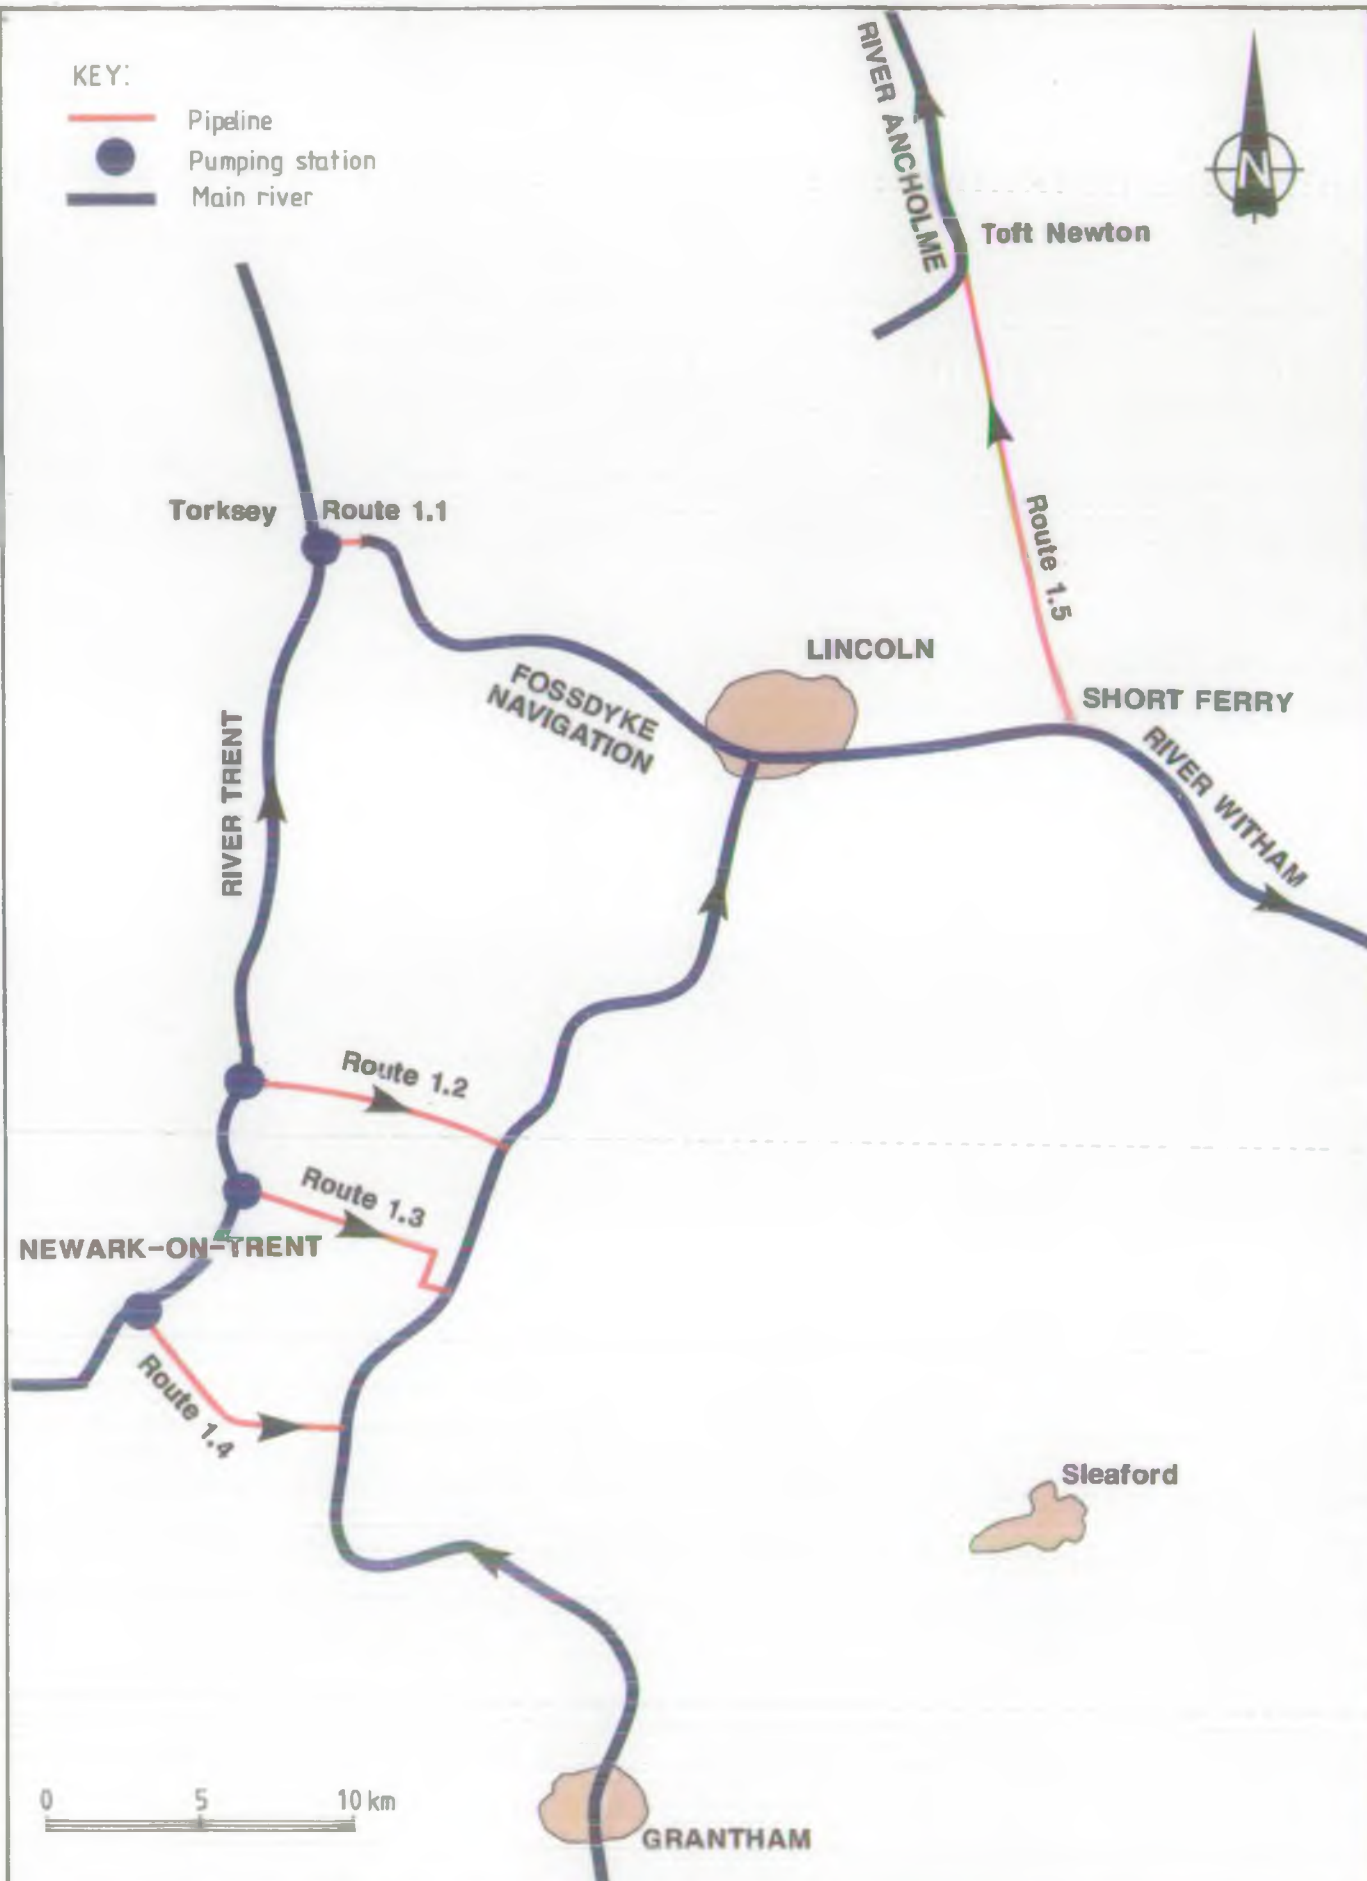 KEY:
Pipeline
Pumping station
Main river
RIVER ANCHOLME
N
Toft Newton
Torksey
Route 1.1
Route 1.5
LINCOLN
FOSSDYKE
NAVIGATION
SHORT FERRY
RIVER WITHAM
RIVER TRENT
Route 1.2
Route 1.3
NEWARK-ON-TRENT
Route 1.4
Sleaford
0 5 10 km
GRANTHAM